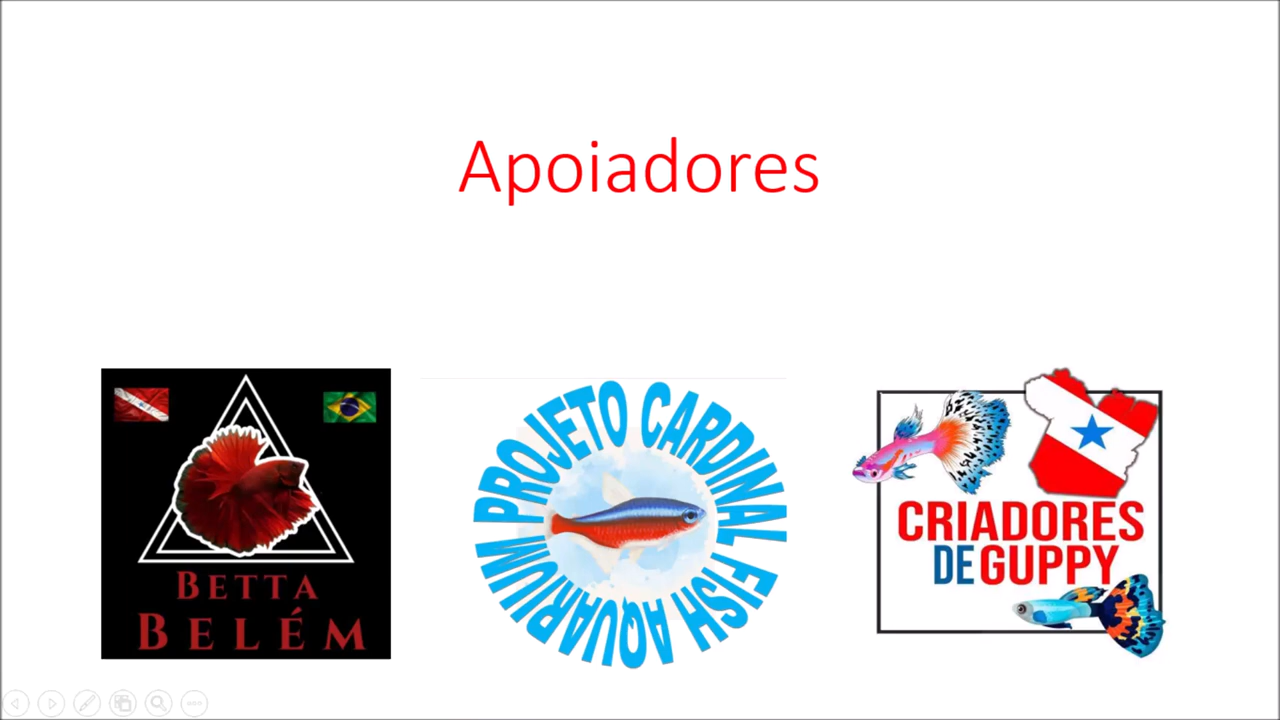 Apoiadores
BETTA
BELÉM
PROJETO CARDINAL FISH AQUARIUM
CRIADORES
DE GUPPY